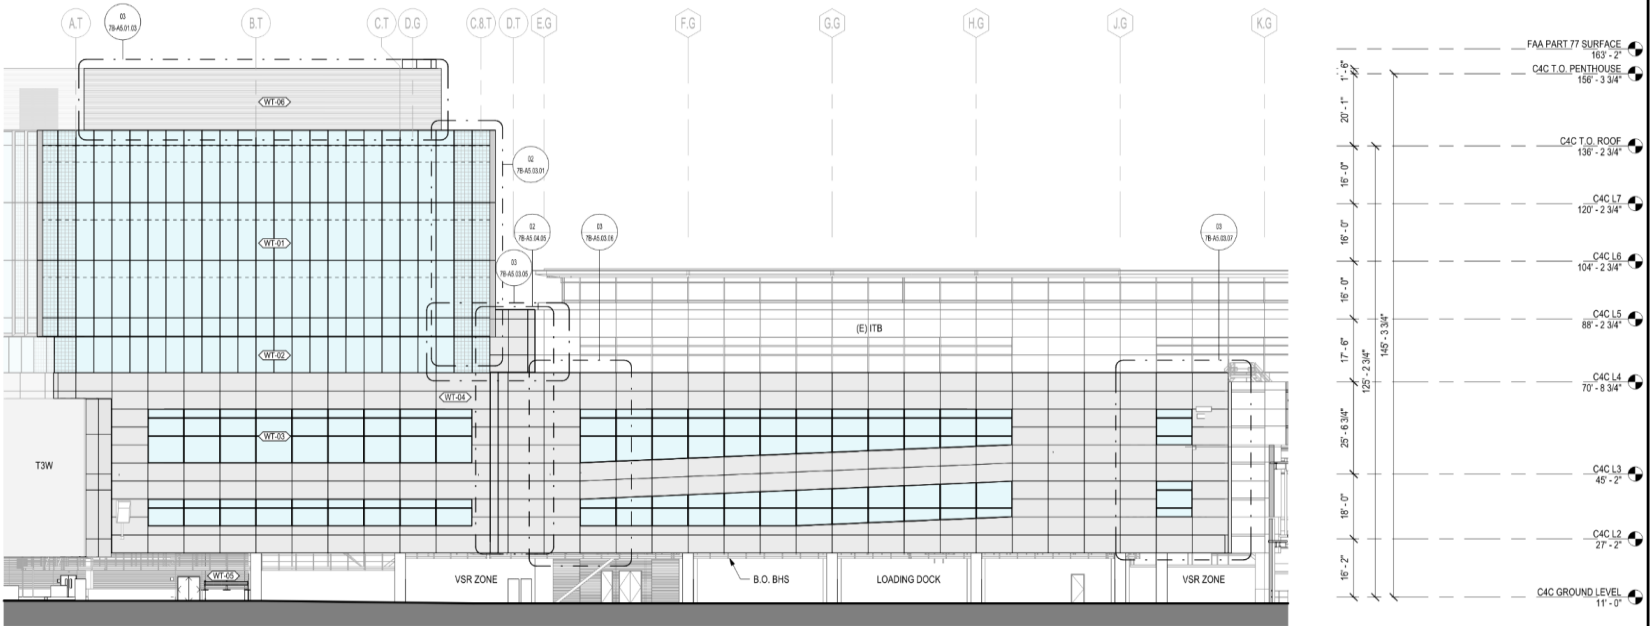 A.T
B.T
C.T
D.G
C.8.T
D.T
E.G
F.G
G.G
H.G
J.G
K.G
03
7B-A5.01.03
02
7B-A5.03.01
02
7B-A5.04.05
03
7B-A5.03.05
03
7B-A5.03.06
03
7B-A5.03.07
WT-06
WT-01
WT-02
WT-04
WT-03
WT-05
(E) ITB
T3W
VSR ZONE
B.O. BHS
LOADING DOCK
VSR ZONE
1' - 6"
20' - 1"
16' - 0"
16' - 0"
16' - 0"
17' - 6"
25' - 6 3/4"
18' - 0"
16' - 2"
125' - 2 3/4"
145' - 3 3/4"
FAA PART 77 SURFACE
163' - 2"
C4C T.O. PENTHOUSE
156' - 3 3/4"
C4C T.O. ROOF
136' - 2 3/4"
C4C L7
120' - 2 3/4"
C4C L6
104' - 2 3/4"
C4C L5
88' - 2 3/4"
C4C L4
70' - 8 3/4"
C4C L3
45' - 2"
C4C L2
27' - 2"
C4C GROUND LEVEL
11' - 0"